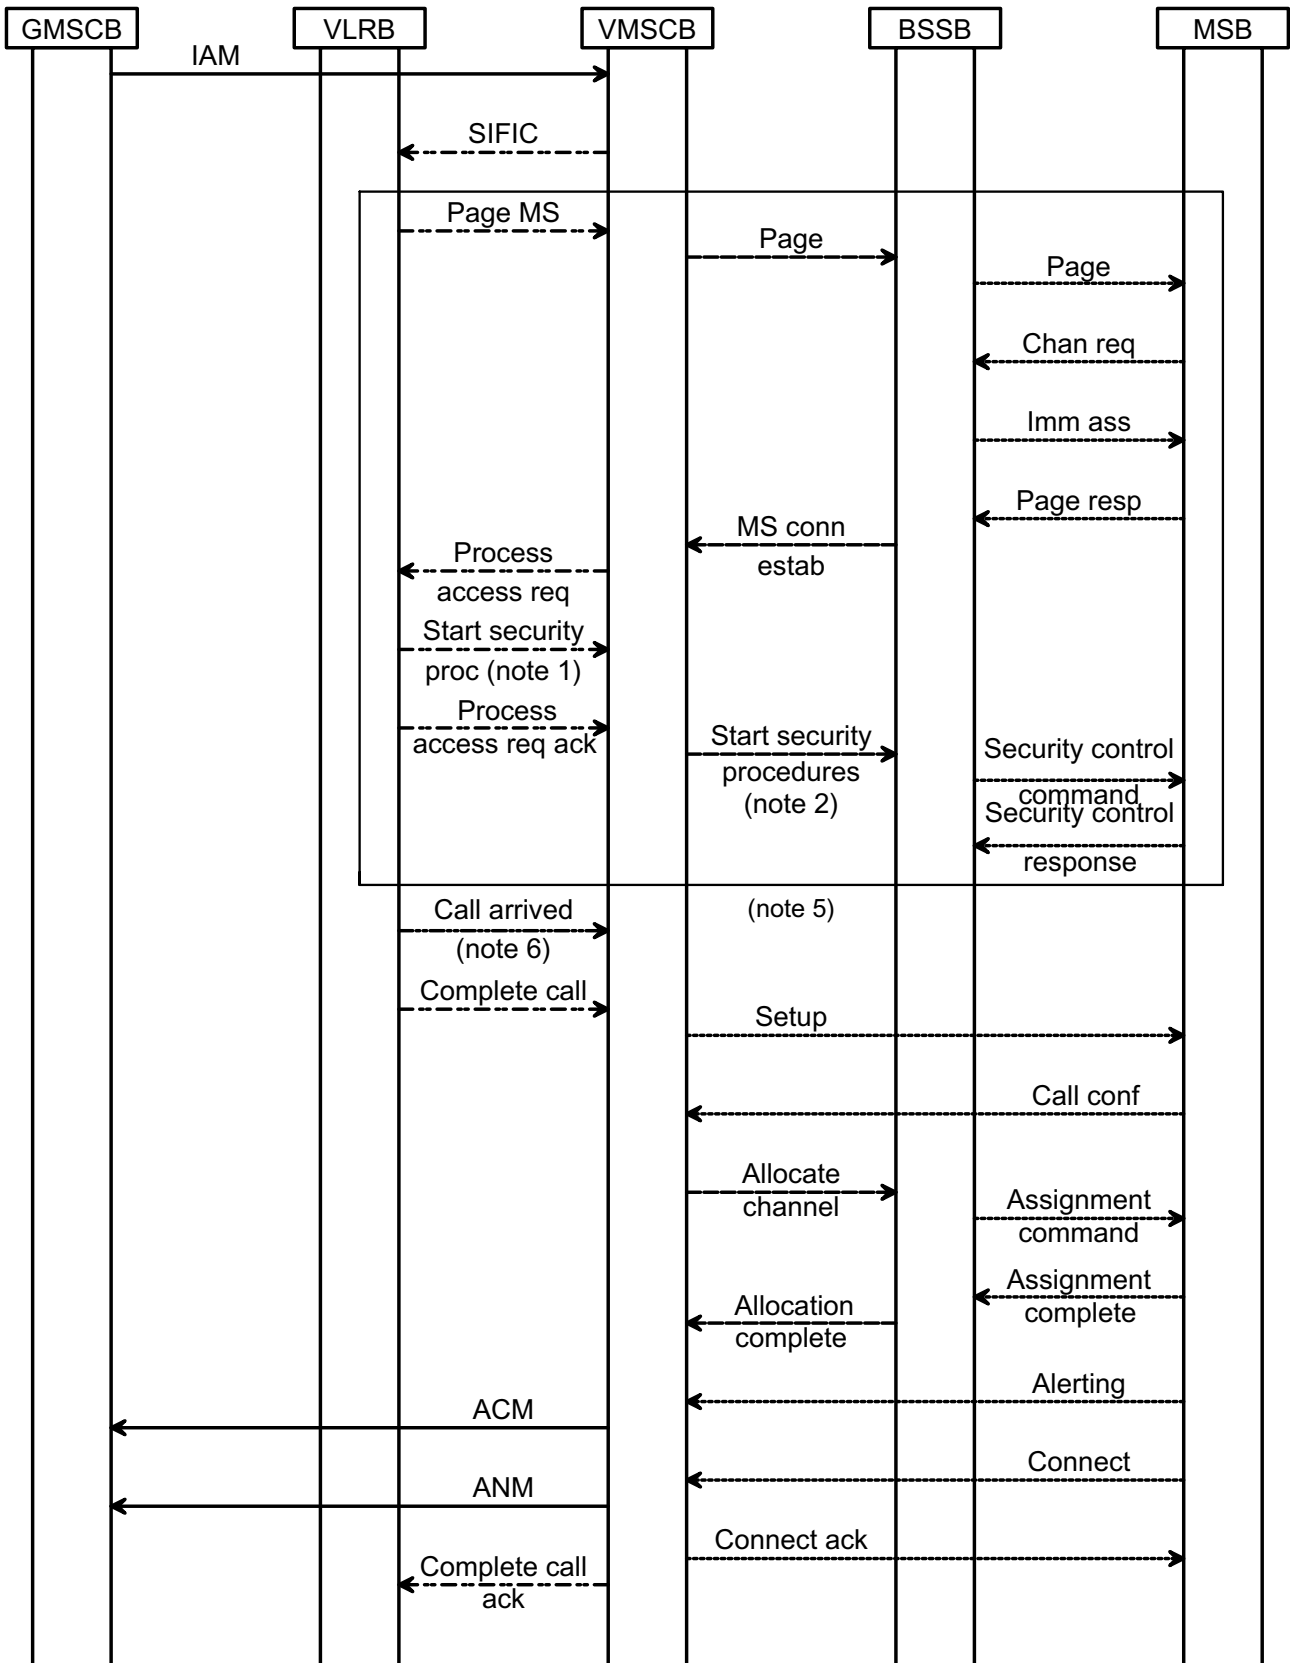 GMSCB
VLRB
VMSCB
BSSB
MSB
IAM
SIFIC
Page MS
Page
Page
Chan req
Imm ass
Page resp
MS conn
estab
Process
access req
Start security
proc (note 1)
Process
access req ack
Start security
procedures
(note 2)
Security control
command
Security control
response
(note 5)
Call arrived
(note 6)
Complete call
Setup
Call conf
Allocate
channel
Assignment
command
Assignment
complete
Allocation
complete
Alerting
ACM
Connect
ANM
Connect ack
Complete call
ack